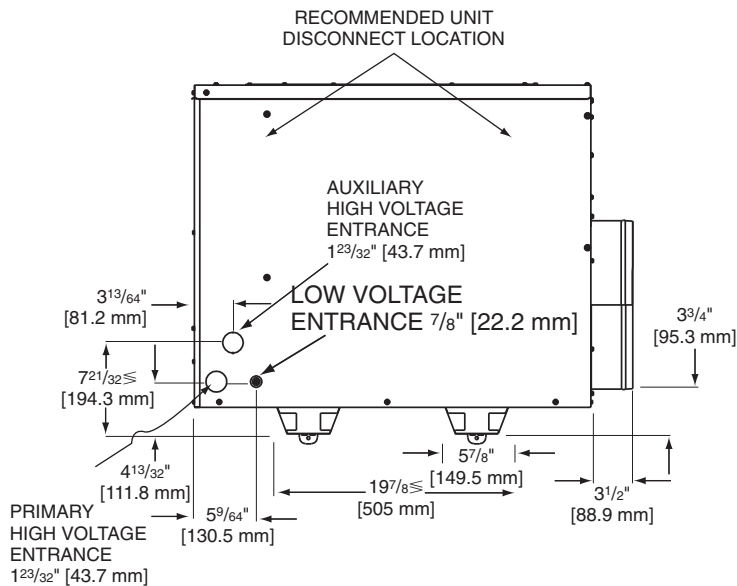 RECOMMENDED UNIT
DISCONNECT LOCATION
AUXILIARY
HIGH VOLTAGE
ENTRANCE
1 23/32" [43.7 mm]
3 13/64"
[81.2 mm]
LOW VOLTAGE
ENTRANCE 7/8" [22.2 mm]
3 3/4"
[95.3 mm]
7 21/32≤
[194.3 mm]
4 13/32"
[111.8 mm]
5 7/8"
[149.5 mm]
19 7/8≤
[505 mm]
3 1/2"
[88.9 mm]
5 9/64"
[130.5 mm]
PRIMARY
HIGH VOLTAGE
ENTRANCE
1 23/32" [43.7 mm]